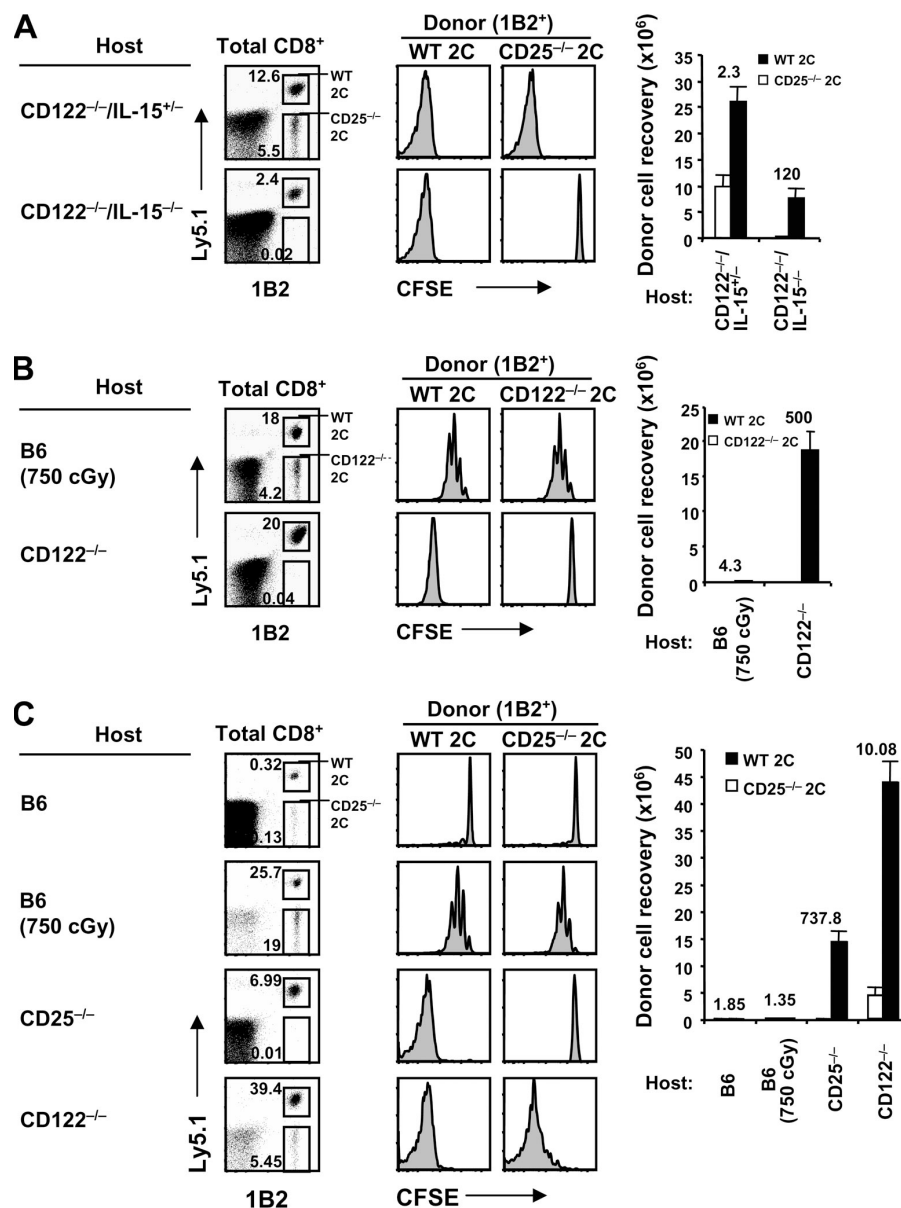 A
Host
Total CD8+
Donor (1B2+)
WT 2C CD25–/– 2C
CD122–/–/IL-15+/–
12.6
WT
2C
CD25–/–
2C
5.5
CD122–/–/IL-15–/–
2.4
0.02
Ly5.1
1B2
CFSE
Donor cell recovery (x10⁶)
WT 2C
CD25–/– 2C
35
30
25
20
15
10
5
0
2.3
120
Host:
CD122–/–/
IL-15+/–
CD122–/–/
IL-15–/–
B
Host
Total CD8+
Donor (1B2+)
WT 2C CD122–/– 2C
B6
(750 cGy)
18
WT
2C
CD122–/–
2C
4.2
CD122–/–
20
0.04
Ly5.1
1B2
CFSE
Donor cell recovery (x10⁶)
WT 2C
CD122–/– 2C
25
20
15
10
5
0
4.3
500
Host:
B6
(750 cGy)
CD122–/–
C
Host
Total CD8+
Donor (1B2+)
WT 2C CD25–/– 2C
B6
0.32
WT
2C
CD25–/–
2C
0.13
B6
(750 cGy)
25.7
19
CD25–/–
6.99
0.01
CD122–/–
39.4
5.45
Ly5.1
1B2
CFSE
Donor cell recovery (x10⁶)
WT 2C
CD25–/– 2C
50
45
40
35
30
25
20
15
10
5
0
1.85
1.35
737.8
10.08
Host:
B6
B6
(750 cGy)
CD25–/–
CD122–/–